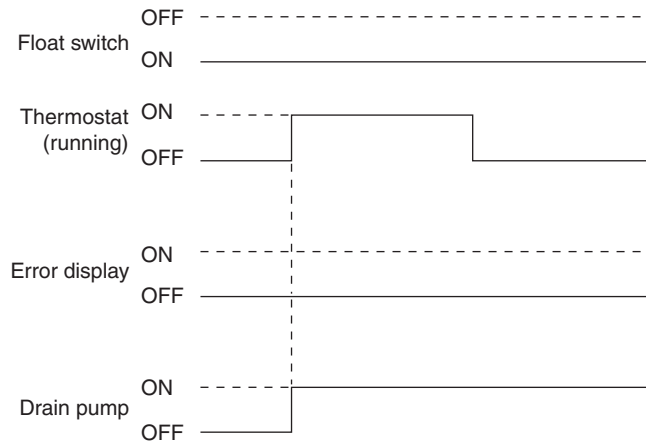 OFF
Float switch
ON
Thermostat
(running)
ON
OFF
ON
Error display
OFF
ON
Drain pump
OFF